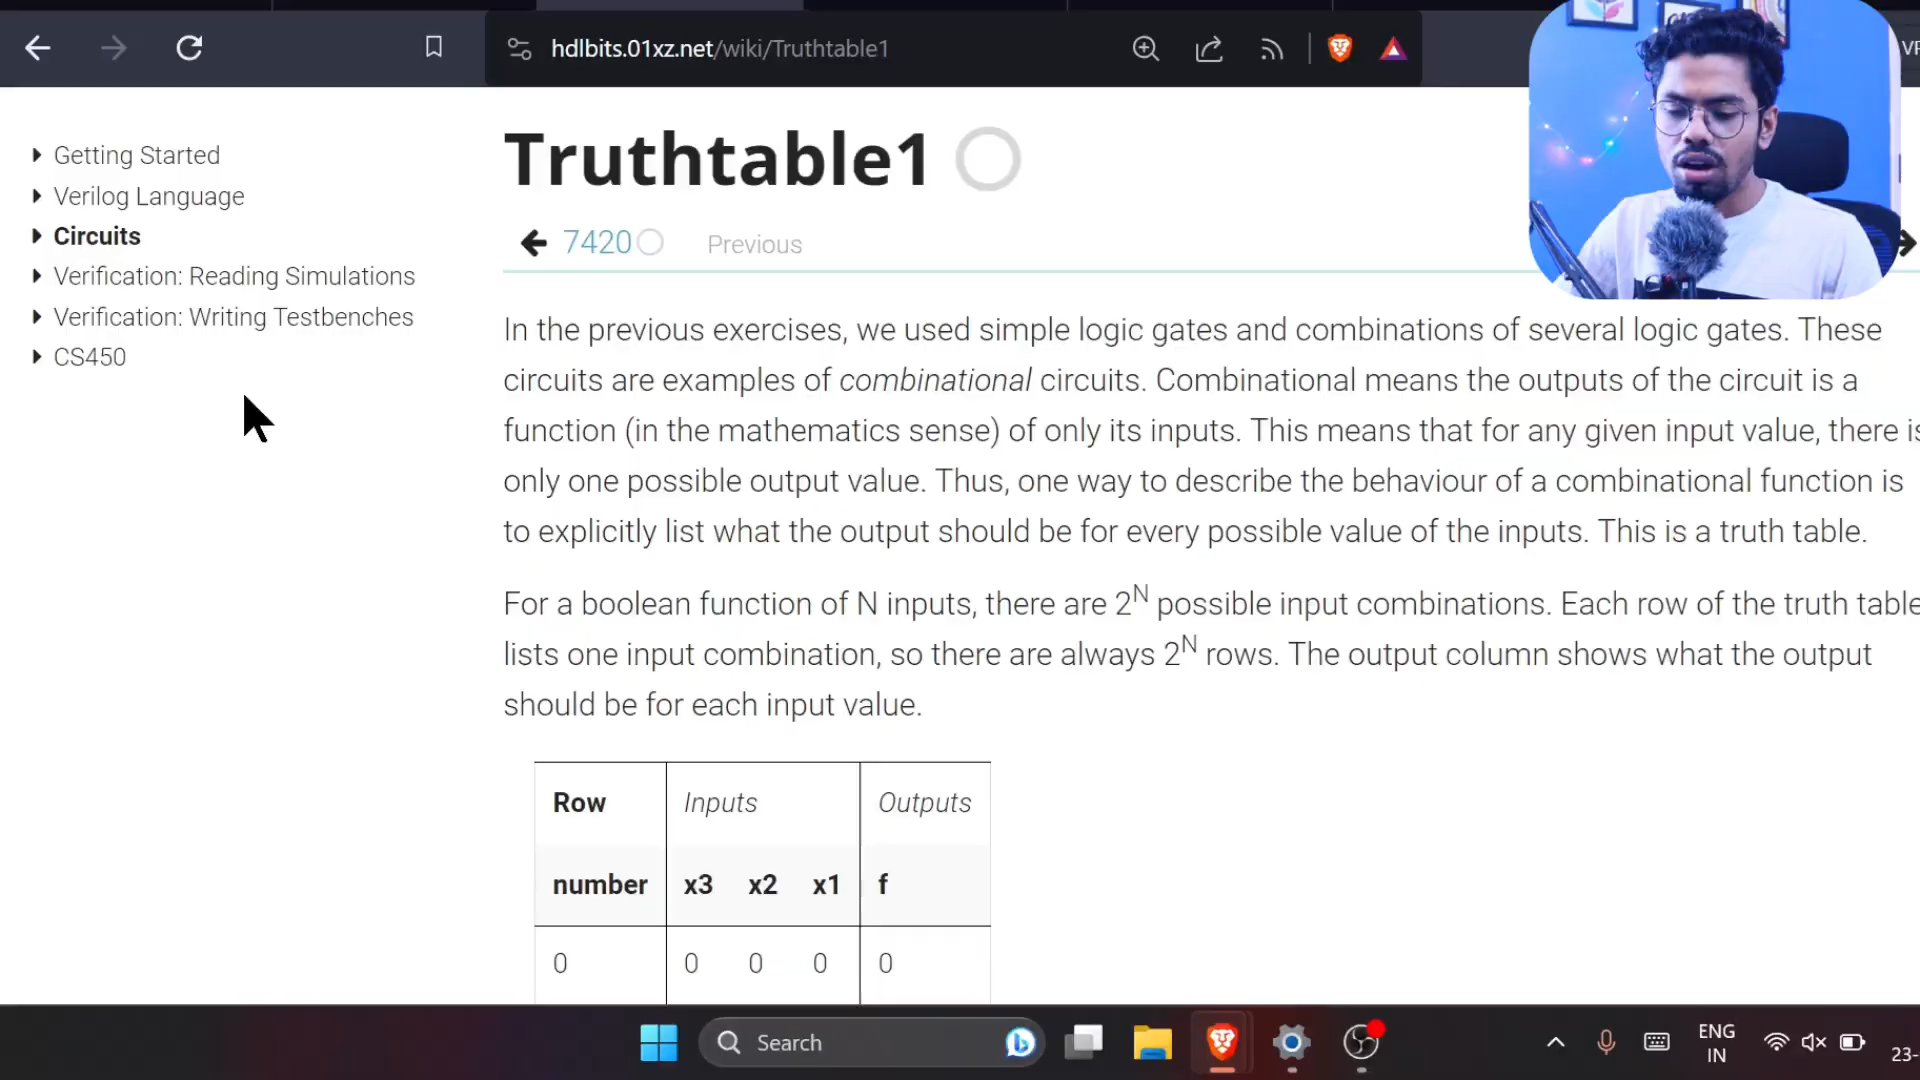 hdlbits.01xz.net/wiki/Truthtable1
Getting Started
Verilog Language
Circuits
Verification: Reading Simulations
Verification: Writing Testbenches
CS450
Truthtable1
7420 Previous
In the previous exercises, we used simple logic gates and combinations of several logic gates. These
circuits are examples of combinational circuits. Combinational means the outputs of the circuit is a
function (in the mathematics sense) of only its inputs. This means that for any given input value, there is
only one possible output value. Thus, one way to describe the behaviour of a combinational function is
to explicitly list what the output should be for every possible value of the inputs. This is a truth table.
For a boolean function of N inputs, there are 2^N possible input combinations. Each row of the truth table
lists one input combination, so there are always 2^N rows. The output column shows what the output
should be for each input value.
Row Inputs Outputs
number x3 x2 x1 f
0 0 0 0 0
Search
ENG
IN
23-